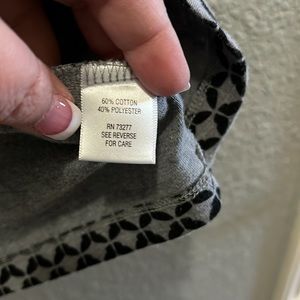 60% COTTON
40% POLYESTER
RN 73277
SEE REVERSE
FOR CARE